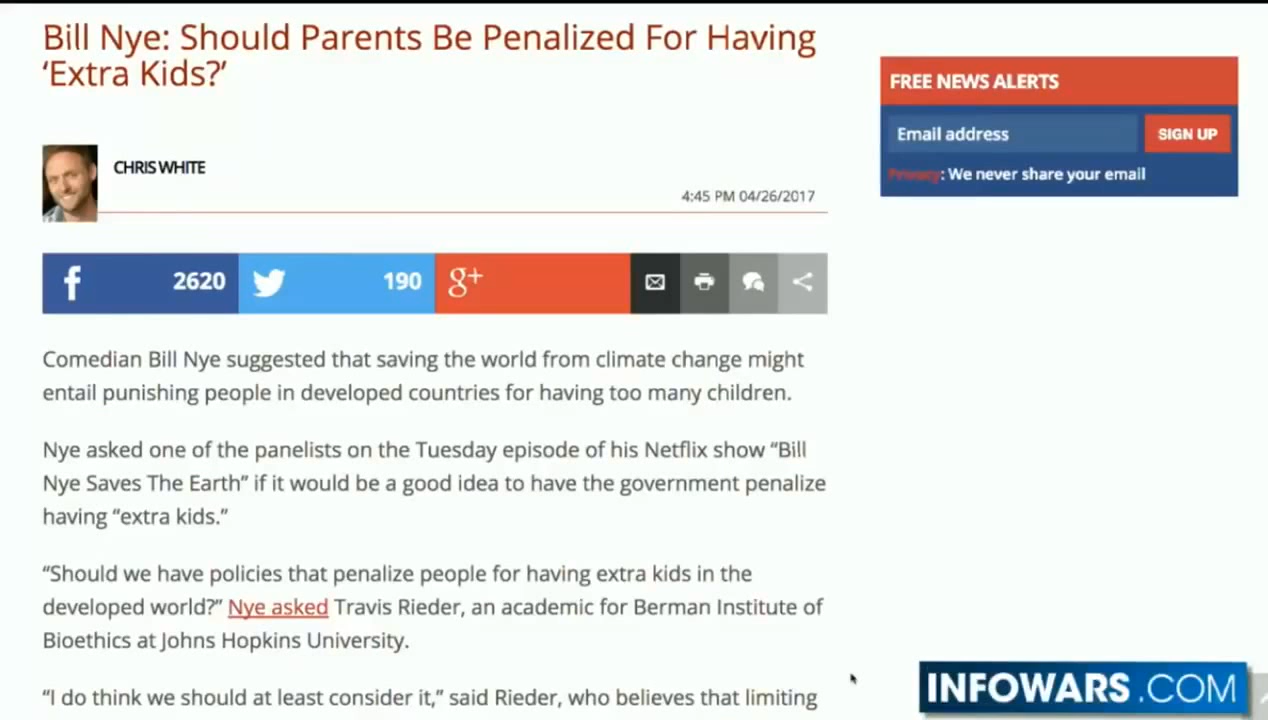 Bill Nye: Should Parents Be Penalized For Having
‘Extra Kids?’
FREE NEWS ALERTS
Email address
SIGN UP
Privacy: We never share your email
CHRIS WHITE
4:45 PM 04/26/2017
f 2620
190
g+
Comedian Bill Nye suggested that saving the world from climate change might
entail punishing people in developed countries for having too many children.
Nye asked one of the panelists on the Tuesday episode of his Netflix show “Bill
Nye Saves The Earth” if it would be a good idea to have the government penalize
having “extra kids.”
“Should we have policies that penalize people for having extra kids in the
developed world?” Nye asked Travis Rieder, an academic for Berman Institute of
Bioethics at Johns Hopkins University.
“I do think we should at least consider it,” said Rieder, who believes that limiting
INFOWARS.COM